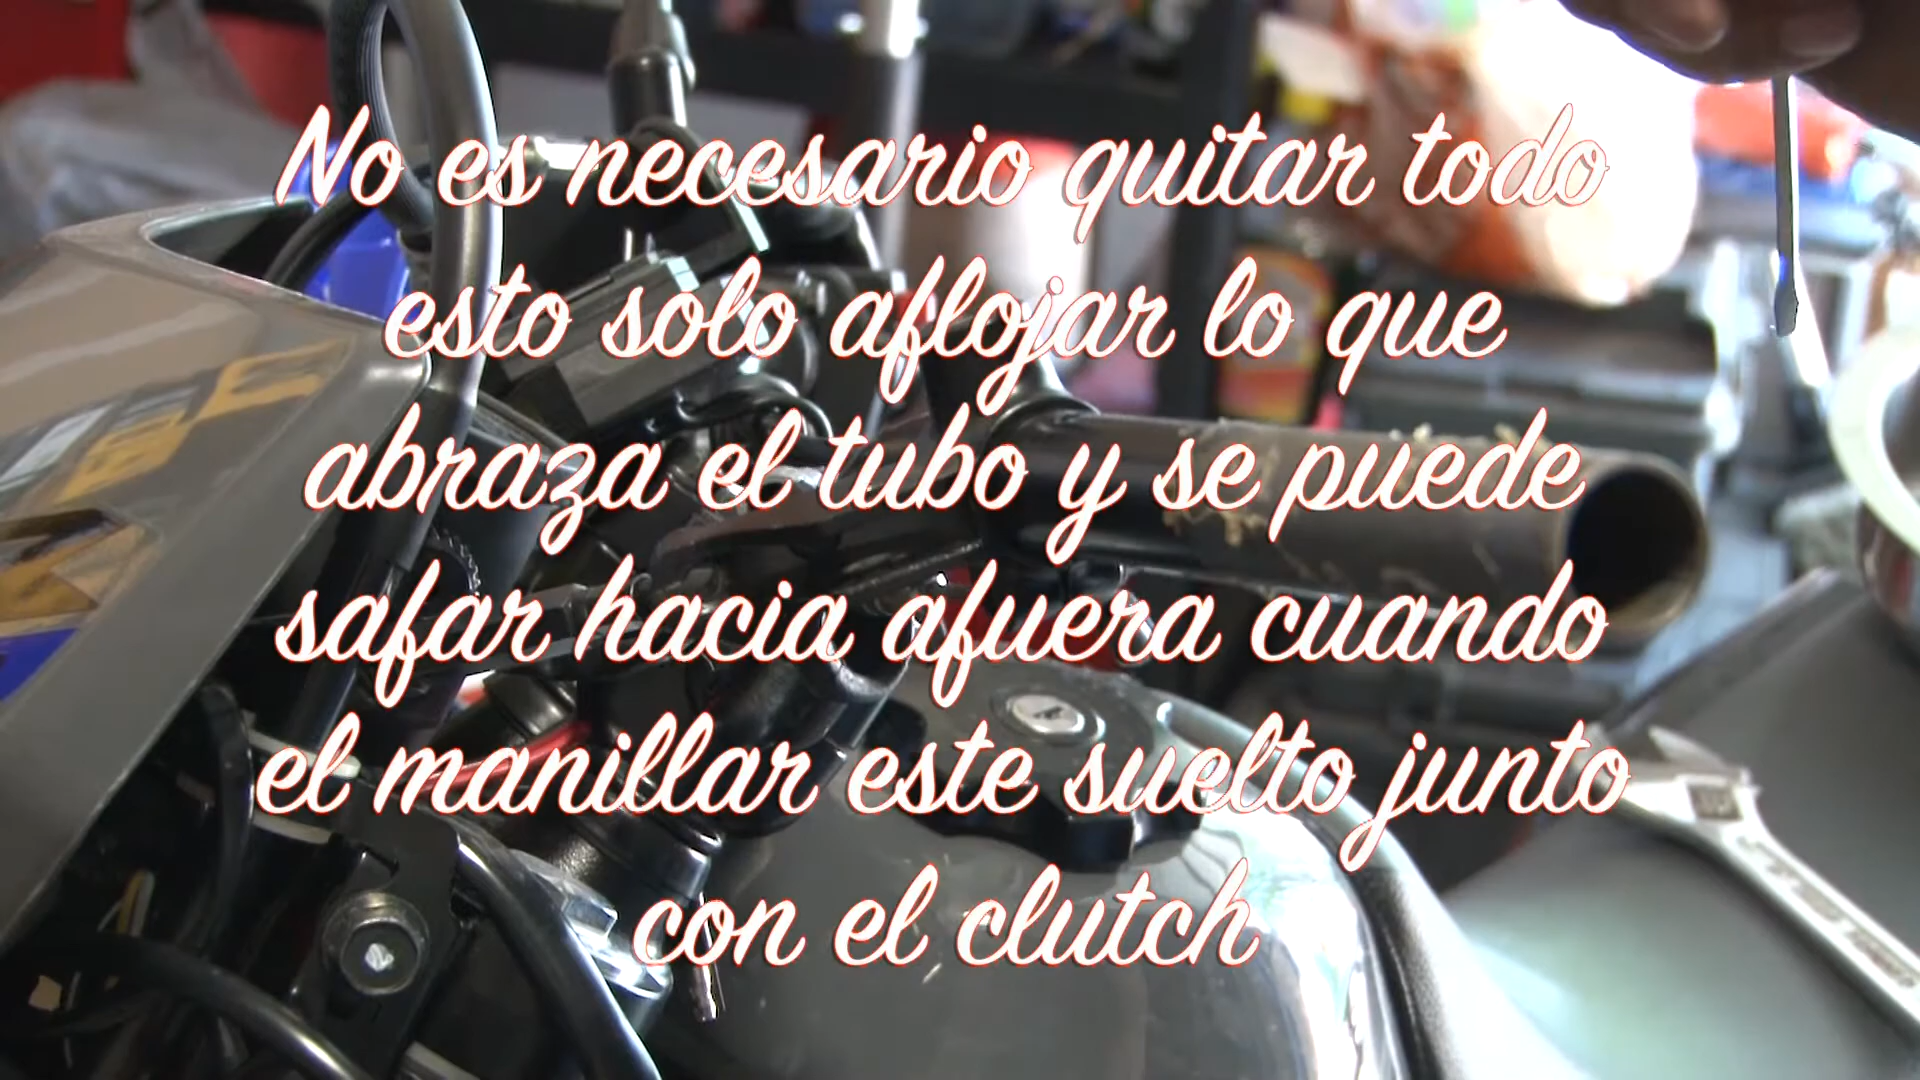 No es necesario quitar todo
esto solo aflojar lo que
abraza el tubo y se puede
safar hacia afuera cuando
el manillar este suelto junto
con el clutch